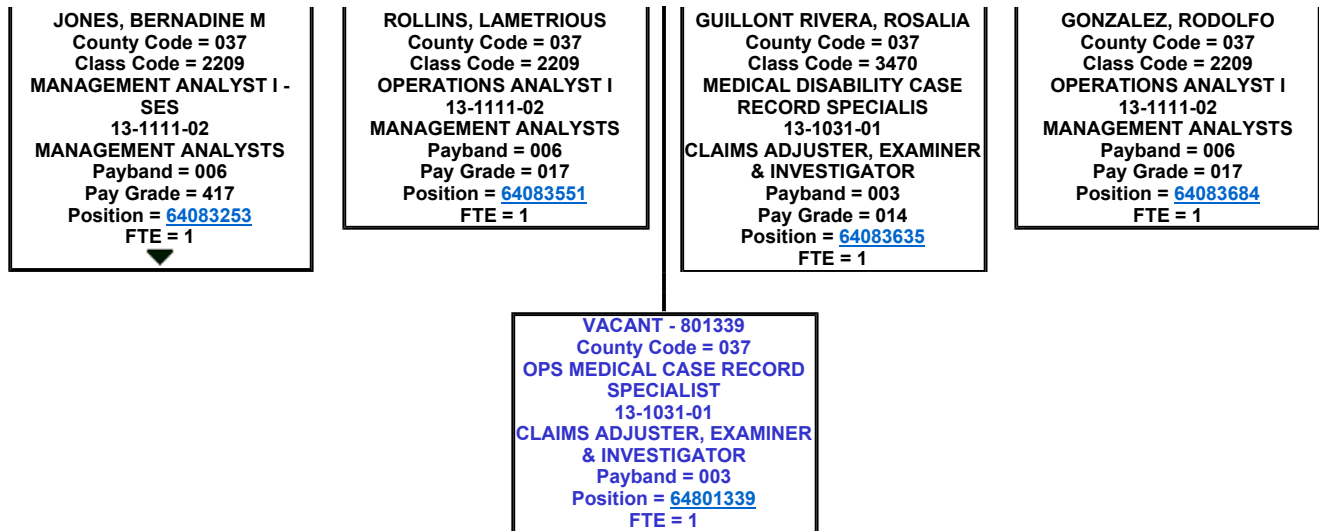 JONES, BERNADINE M
County Code = 037
Class Code = 2209
MANAGEMENT ANALYST I -
SES
13-1111-02
MANAGEMENT ANALYSTS
Payband = 006
Pay Grade = 417
Position = 64083253
FTE = 1
ROLLINS, LAMETRIOUS
County Code = 037
Class Code = 2209
OPERATIONS ANALYST I
13-1111-02
MANAGEMENT ANALYSTS
Payband = 006
Pay Grade = 017
Position = 64083551
FTE = 1
GUILLONT RIVERA, ROSALIA
County Code = 037
Class Code = 3470
MEDICAL DISABILITY CASE
RECORD SPECIALIS
13-1031-01
CLAIMS ADJUSTER, EXAMINER
& INVESTIGATOR
Payband = 003
Pay Grade = 014
Position = 64083635
FTE = 1
GONZALEZ, RODOLFO
County Code = 037
Class Code = 2209
OPERATIONS ANALYST I
13-1111-02
MANAGEMENT ANALYSTS
Payband = 006
Pay Grade = 017
Position = 64083684
FTE = 1
VACANT - 801339
County Code = 037
OPS MEDICAL CASE RECORD
SPECIALIST
13-1031-01
CLAIMS ADJUSTER, EXAMINER
& INVESTIGATOR
Payband = 003
Position = 64801339
FTE = 1